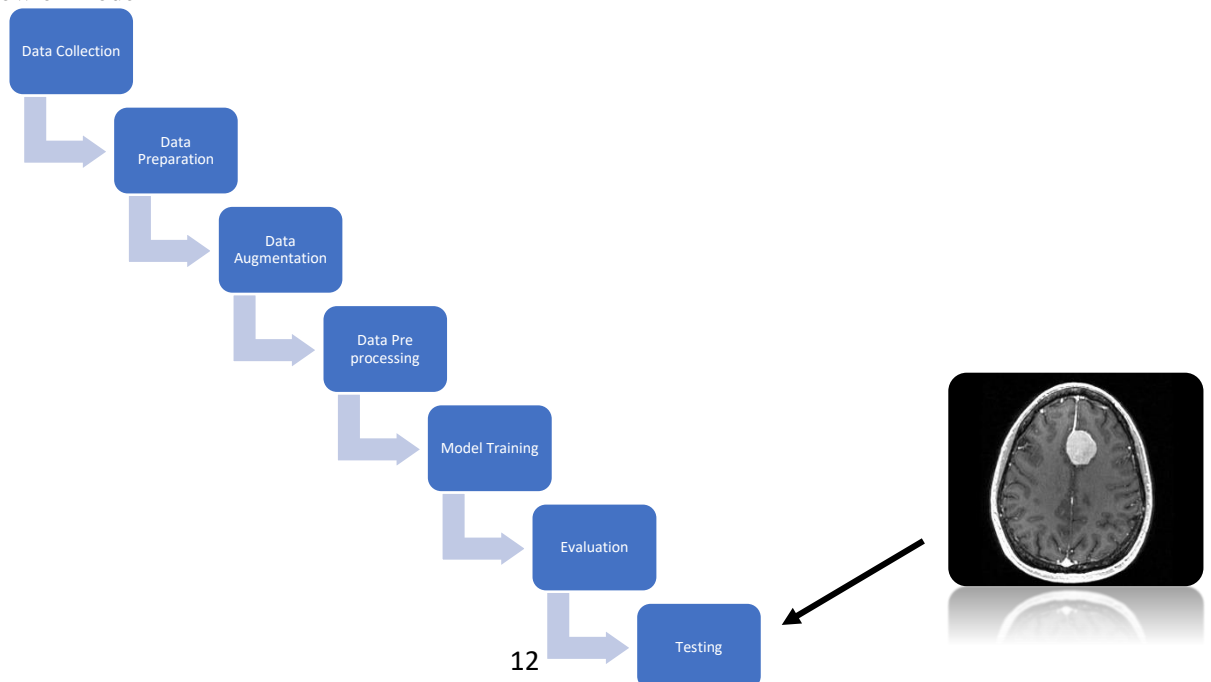 Data Collection
Data
Preparation
Data
Augmentation
Data Pre
processing
Model Training
Evaluation
Testing
12